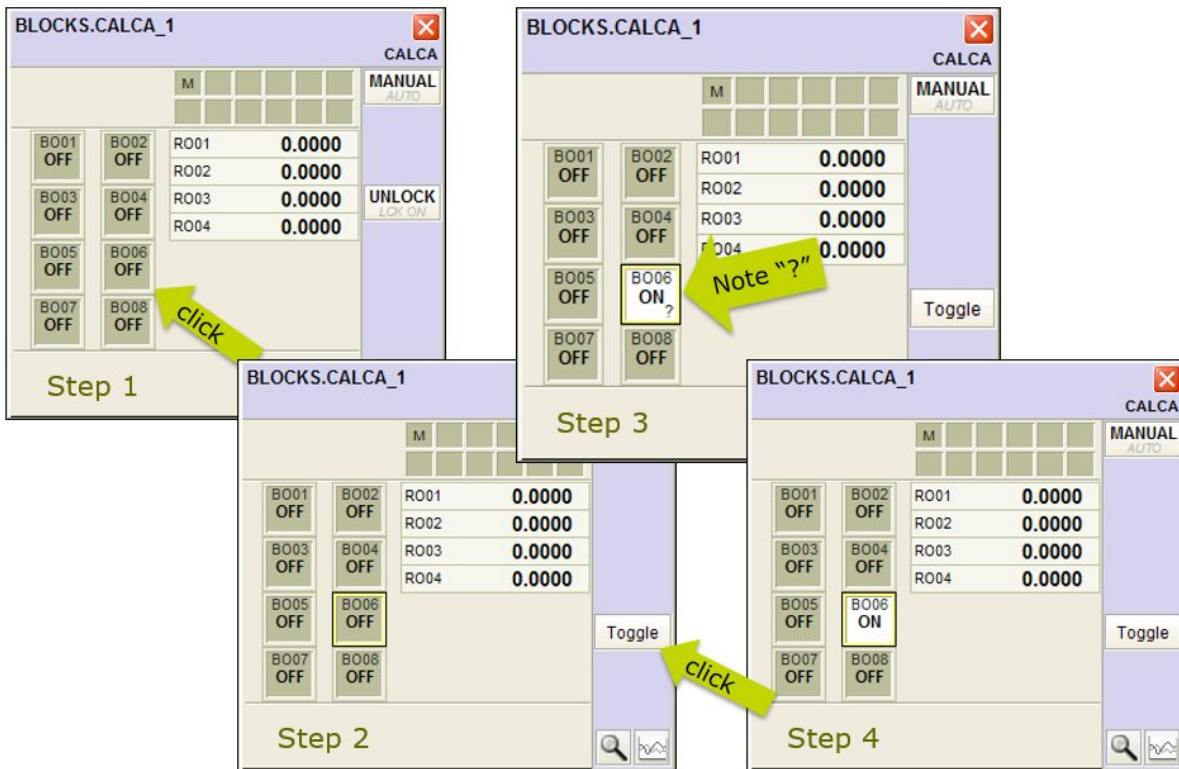 BLOCKS.CALCA_1
CALCA
M
MANUAL
AUTO
BO01 BO02 RO01 0.0000
OFF OFF
RO02 0.0000
BO03 BO04 RO03 0.0000 UNLOCK
OFF OFF LCK ON
RO04 0.0000
BO05 BO06
OFF OFF
BO07 BO08
OFF OFF
click
Step 1
BLOCKS.CALCA_1
M
BO01 BO02 RO01 0.0000
OFF OFF
RO02 0.0000
BO03 BO04 RO03 0.0000
OFF OFF
RO04 0.0000
BO05 BO06
OFF OFF
Toggle
BO07 BO08
OFF OFF
click
Step 2
BLOCKS.CALCA_1
CALCA
M
MANUAL
AUTO
BO01 BO02 RO01 0.0000
OFF OFF
RO02 0.0000
BO03 BO04 RO03 0.0000
OFF OFF
RO04 0.0000
BO05 BO06
OFF ON
?
Note "?"
Toggle
BO07 BO08
OFF OFF
Step 3
BLOCKS.CALCA_1
CALCA
M
MANUAL
AUTO
BO01 BO02 RO01 0.0000
OFF OFF
RO02 0.0000
BO03 BO04 RO03 0.0000
OFF OFF
RO04 0.0000
BO05 BO06
OFF ON
Toggle
BO07 BO08
OFF OFF
Step 4